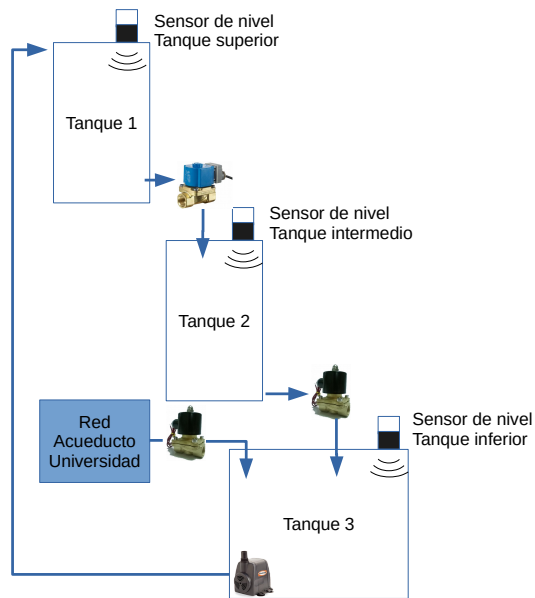 Sensor de nivel
Tanque superior
Tanque 1
Sensor de nivel
Tanque intermedio
Tanque 2
Sensor de nivel
Tanque inferior
Red
Acueducto
Universidad
Tanque 3